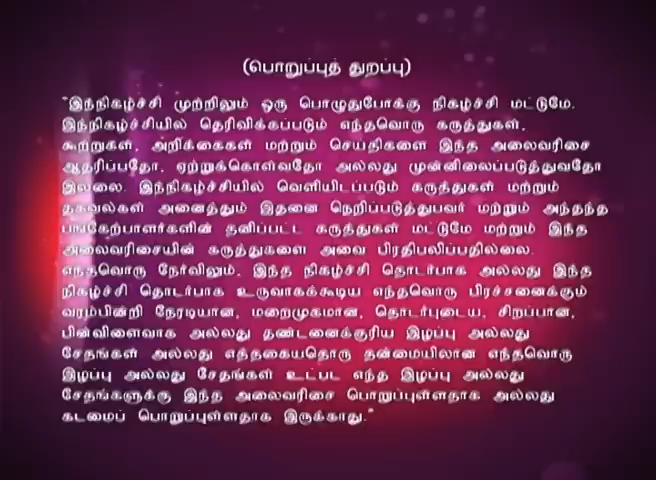 (பொறுப்புத் துறப்பு)
"இந்நிகழ்ச்சி முற்றிலும் ஒரு பொழுதுபோக்கு நிகழ்ச்சி மட்டுமே.
இந்நிகழ்ச்சியில் தெரிவிக்கப்படும் எந்தவொரு கருத்துகள்,
கூற்றுகள், அறிக்கைகள் மற்றும் செய்திகளை இந்த அலைவரிசை
ஆதரிப்பதோ, ஏற்றுக்கொள்வதோ அல்லது முன்னிலைப்படுத்துவதோ
இல்லை. இந்நிகழ்ச்சியில் வெளியிடப்படும் கருத்துகள் மற்றும்
தகவல்கள் அனைத்தும் இதனை நெறிப்படுத்துபவர் மற்றும் அந்தந்த
பங்கேற்பாளர்களின் தனிப்பட்ட கருத்துகள் மட்டுமே மற்றும் இந்த
அலைவரிசையின் கருத்துகளை அவை பிரதிபலிப்பதில்லை.
எந்தவொரு நேர்விலும், இந்த நிகழ்ச்சி தொடர்பாக அல்லது இந்த
நிகழ்ச்சி தொடர்பாக உருவாகக்கூடிய எந்தவொரு பிரச்சனைக்கும்
வரம்பின்றி நேரடியான, மறைமுகமான, தொடர்புடைய, சிறப்பான,
பின்விளைவாக அல்லது தண்டனைக்குரிய இழப்பு அல்லது
சேதங்கள் அல்லது எத்தகையதொரு தன்மையிலான எந்தவொரு
இழப்பு அல்லது சேதங்கள் உட்பட எந்த இழப்பு அல்லது
சேதங்களுக்கு இந்த அலைவரிசை பொறுப்புள்ளதாக அல்லது
கடமைப் பொறுப்புள்ளதாக இருக்காது."